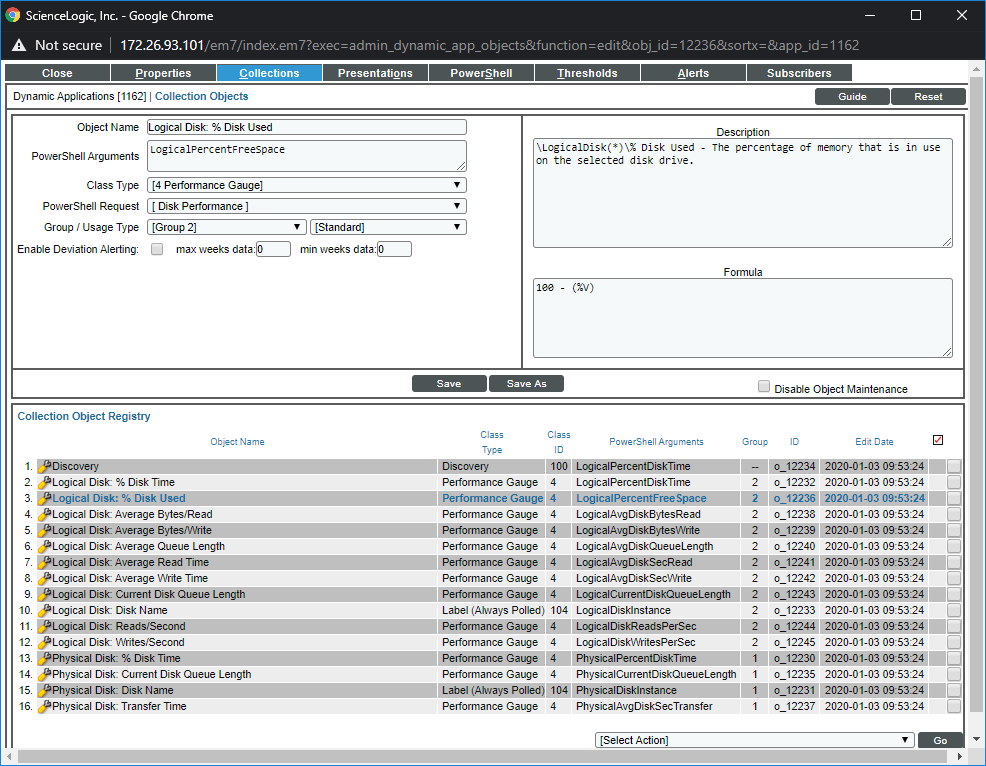 ScienceLogic, Inc. - Google Chrome
Not secure | 172.26.93.101/em7/index.em7?exec=admin_dynamic_app_objects&function=edit&obj_id=12236&sortx=&app_id=1162
Close Properties Collections Presentations PowerShell Thresholds Alerts Subscribers
Dynamic Applications [1162] | Collection Objects Guide Reset
Object Name Logical Disk: % Disk Used
PowerShell Arguments LogicalPercentFreeSpace
Class Type [4 Performance Gauge]
PowerShell Request [ Disk Performance ]
Group / Usage Type [Group 2] [Standard]
Enable Deviation Alerting: max weeks data: 0 min weeks data: 0
Description
\LogicalDisk(*)\% Disk Used - The percentage of memory that is in use
on the selected disk drive.
Formula
100 - (%V)
Save Save As Disable Object Maintenance
Collection Object Registry
Object Name Class Type Class ID PowerShell Arguments Group ID Edit Date
1. Discovery Discovery 100 LogicalPercentDiskTime -- o_12234 2020-01-03 09:53:24
2. Logical Disk: % Disk Time Performance Gauge 4 LogicalPercentDiskTime 2 o_12232 2020-01-03 09:53:24
3. Logical Disk: % Disk Used Performance Gauge 4 LogicalPercentFreeSpace 2 o_12236 2020-01-03 09:53:24
4. Logical Disk: Average Bytes/Read Performance Gauge 4 LogicalAvgDiskBytesRead 2 o_12238 2020-01-03 09:53:24
5. Logical Disk: Average Bytes/Write Performance Gauge 4 LogicalAvgDiskBytesWrite 2 o_12239 2020-01-03 09:53:24
6. Logical Disk: Average Queue Length Performance Gauge 4 LogicalAvgDiskQueueLength 2 o_12240 2020-01-03 09:53:24
7. Logical Disk: Average Read Time Performance Gauge 4 LogicalAvgDiskSecRead 2 o_12241 2020-01-03 09:53:24
8. Logical Disk: Average Write Time Performance Gauge 4 LogicalAvgDiskSecWrite 2 o_12242 2020-01-03 09:53:24
9. Logical Disk: Current Disk Queue Length Performance Gauge 4 LogicalCurrentDiskQueueLength 2 o_12243 2020-01-03 09:53:24
10. Logical Disk: Disk Name Label (Always Polled) 104 LogicalDiskInstance 2 o_12233 2020-01-03 09:53:24
11. Logical Disk: Reads/Second Performance Gauge 4 LogicalDiskReadsPerSec 2 o_12244 2020-01-03 09:53:24
12. Logical Disk: Writes/Second Performance Gauge 4 LogicalDiskWritesPerSec 2 o_12245 2020-01-03 09:53:24
13. Physical Disk: % Disk Time Performance Gauge 4 PhysicalPercentDiskTime 1 o_12230 2020-01-03 09:53:24
14. Physical Disk: Current Disk Queue Length Performance Gauge 4 PhysicalCurrentDiskQueueLength 1 o_12235 2020-01-03 09:53:24
15. Physical Disk: Disk Name Label (Always Polled) 104 PhysicalDiskInstance 1 o_12231 2020-01-03 09:53:24
16. Physical Disk: Transfer Time Performance Gauge 4 PhysicalAvgDiskSecTransfer 1 o_12237 2020-01-03 09:53:24
[Select Action] Go